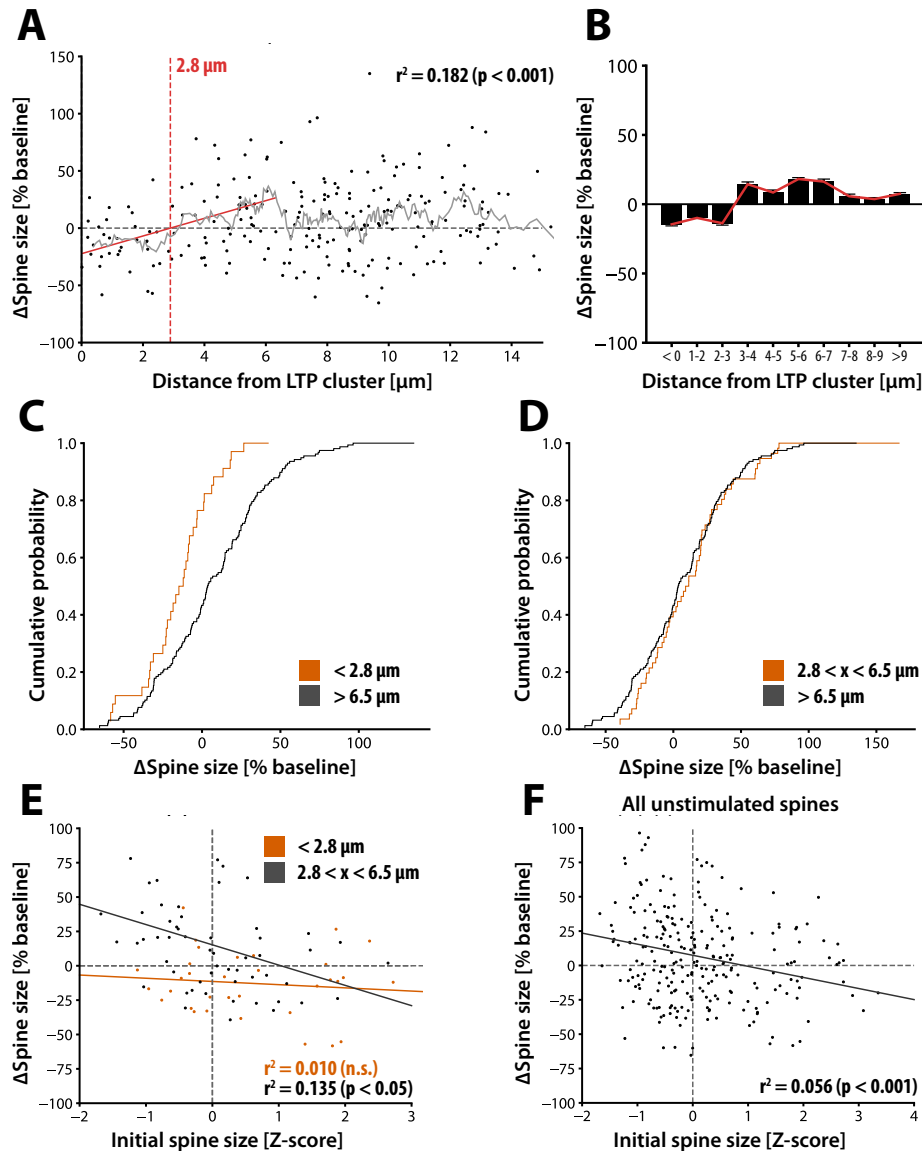 A
150
100
50
0
−50
−100
ΔSpine size [% baseline]
2.8 µm
r² = 0.182 (p < 0.001)
0 2 4 6 8 10 12 14
Distance from LTP cluster [µm]
B
100
50
0
−50
−100
ΔSpine size [% baseline]
< 0 1-2 2-3 3-4 4-5 5-6 6-7 7-8 8-9 >9
Distance from LTP cluster [µm]
C
1.0
0.8
0.6
0.4
0.2
0.0
Cumulative probability
< 2.8 µm
> 6.5 µm
−50 0 50 100
ΔSpine size [% baseline]
D
1.0
0.8
0.6
0.4
0.2
0.0
Cumulative probability
2.8 < x < 6.5 µm
> 6.5 µm
−50 0 50 100 150
ΔSpine size [% baseline]
E
100
75
50
25
0
−25
−50
−75
−100
ΔSpine size [% baseline]
< 2.8 µm
2.8 < x < 6.5 µm
r² = 0.010 (n.s.)
r² = 0.135 (p < 0.05)
−2 −1 0 1 2 3
Initial spine size [Z-score]
F
All unstimulated spines
100
75
50
25
0
−25
−50
−75
−100
ΔSpine size [% baseline]
r² = 0.056 (p < 0.001)
−2 −1 0 1 2 3 4
Initial spine size [Z-score]